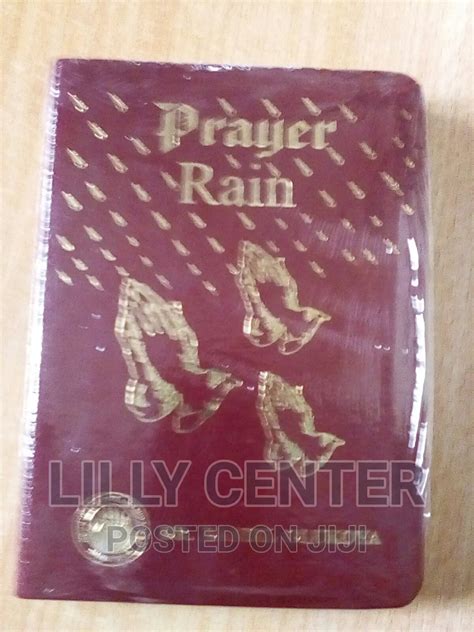 Prayer
Rain
LILLY CENTER
POSTED ON JIJI